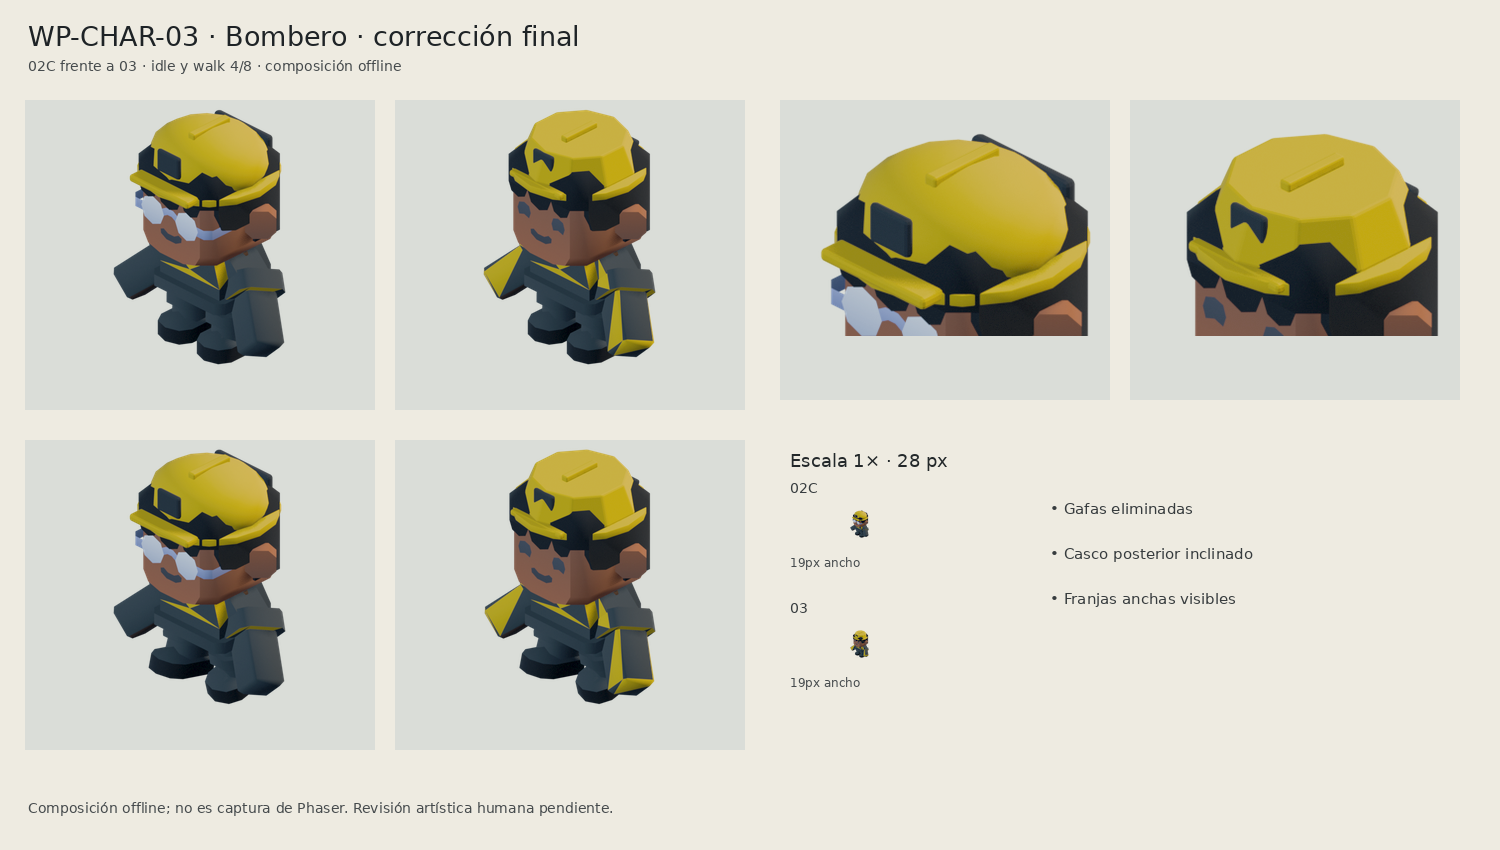 WP-CHAR-03 · Bombero · corrección final
02C frente a 03 · idle y walk 4/8 · composición offline
Escala 1× · 28 px
02C
19px ancho
03
19px ancho
• Gafas eliminadas
• Casco posterior inclinado
• Franjas anchas visibles
Composición offline; no es captura de Phaser. Revisión artística humana pendiente.